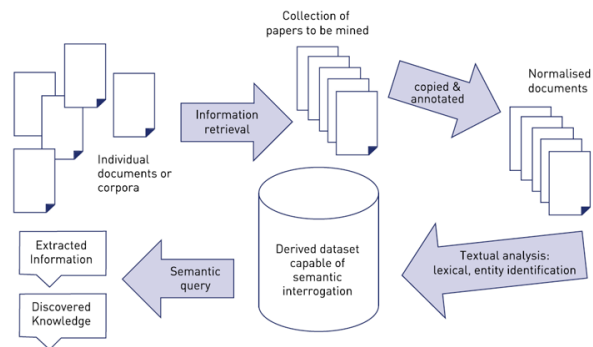 Collection of
papers to be mined
Individual
documents or
corpora
Information
retrieval
copied &
annotated
Normalised
documents
Textual analysis:
lexical, entity identification
Derived dataset
capable of
semantic
interrogation
Semantic
query
Extracted
Information
Discovered
Knowledge